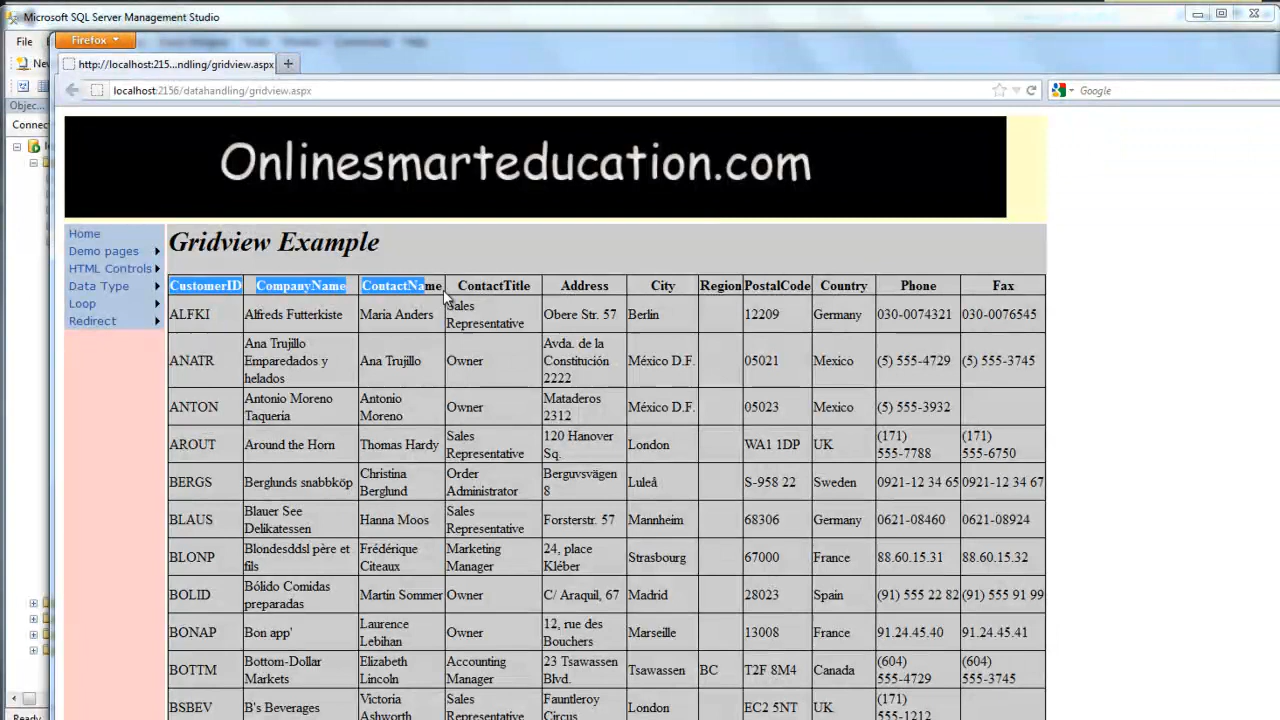 Microsoft SQL Server Management Studio
File
Firefox
New
http://localhost:215...ndling/gridview.aspx
localhost:2156/datahandling/gridview.aspx
Google
Objec...
Connec
Onlinesmarteducation.com
Home
Demo pages
HTML Controls
Data Type
Loop
Redirect
Gridview Example
CustomerID CompanyName ContactName ContactTitle Address City Region PostalCode Country Phone Fax
ALFKI Alfreds Futterkiste Maria Anders Sales Representative Obere Str. 57 Berlin 12209 Germany 030-0074321 030-0076545
ANATR Ana Trujillo Emparedados y helados Ana Trujillo Owner Avda. de la Constitución 2222 México D.F. 05021 Mexico (5) 555-4729 (5) 555-3745
ANTON Antonio Moreno Taqueria Antonio Moreno Owner Mataderos 2312 México D.F. 05023 Mexico (5) 555-3932
AROUT Around the Horn Thomas Hardy Sales Representative 120 Hanover Sq. London WA1 1DP UK (171) 555-7788 (171) 555-6750
BERGS Berglunds snabbköp Christina Berglund Order Administrator Berguvsvägen 8 Luleå S-958 22 Sweden 0921-12 34 65 0921-12 34 67
BLAUS Blauer See Delikatessen Hanna Moos Sales Representative Forsterstr. 57 Mannheim 68306 Germany 0621-08460 0621-08924
BLONP Blondesddsl père et fils Frédérique Citeaux Marketing Manager 24, place Kléber Strasbourg 67000 France 88.60.15.31 88.60.15.32
BOLID Bólido Comidas preparadas Martin Sommer Owner C/ Araquil, 67 Madrid 28023 Spain (91) 555 22 82 (91) 555 91 99
BONAP Bon app' Laurence Lebihan Owner 12, rue des Bouchers Marseille 13008 France 91.24.45.40 91.24.45.41
BOTTM Bottom-Dollar Markets Elizabeth Lincoln Accounting Manager 23 Tsawassen Blvd. Tsawassen BC T2F 8M4 Canada (604) 555-4729 (604) 555-3745
BSBEV B's Beverages Victoria Ashworth Sales Representative Fauntleroy Circus London EC2 5NT UK (171) 555-1212
Ready